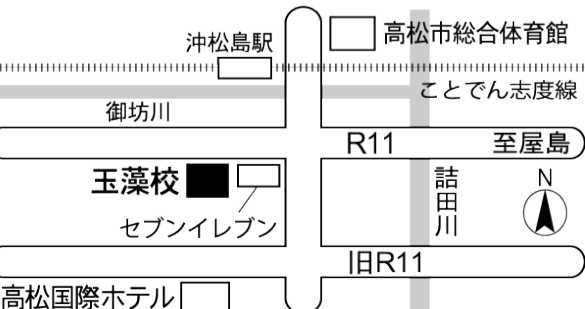 高松市総合体育館
沖松島駅
ことでん志度線
御坊川
R11
至屋島
玉藻校
詰田川
N
セブンイレブン
旧R11
高松国際ホテル